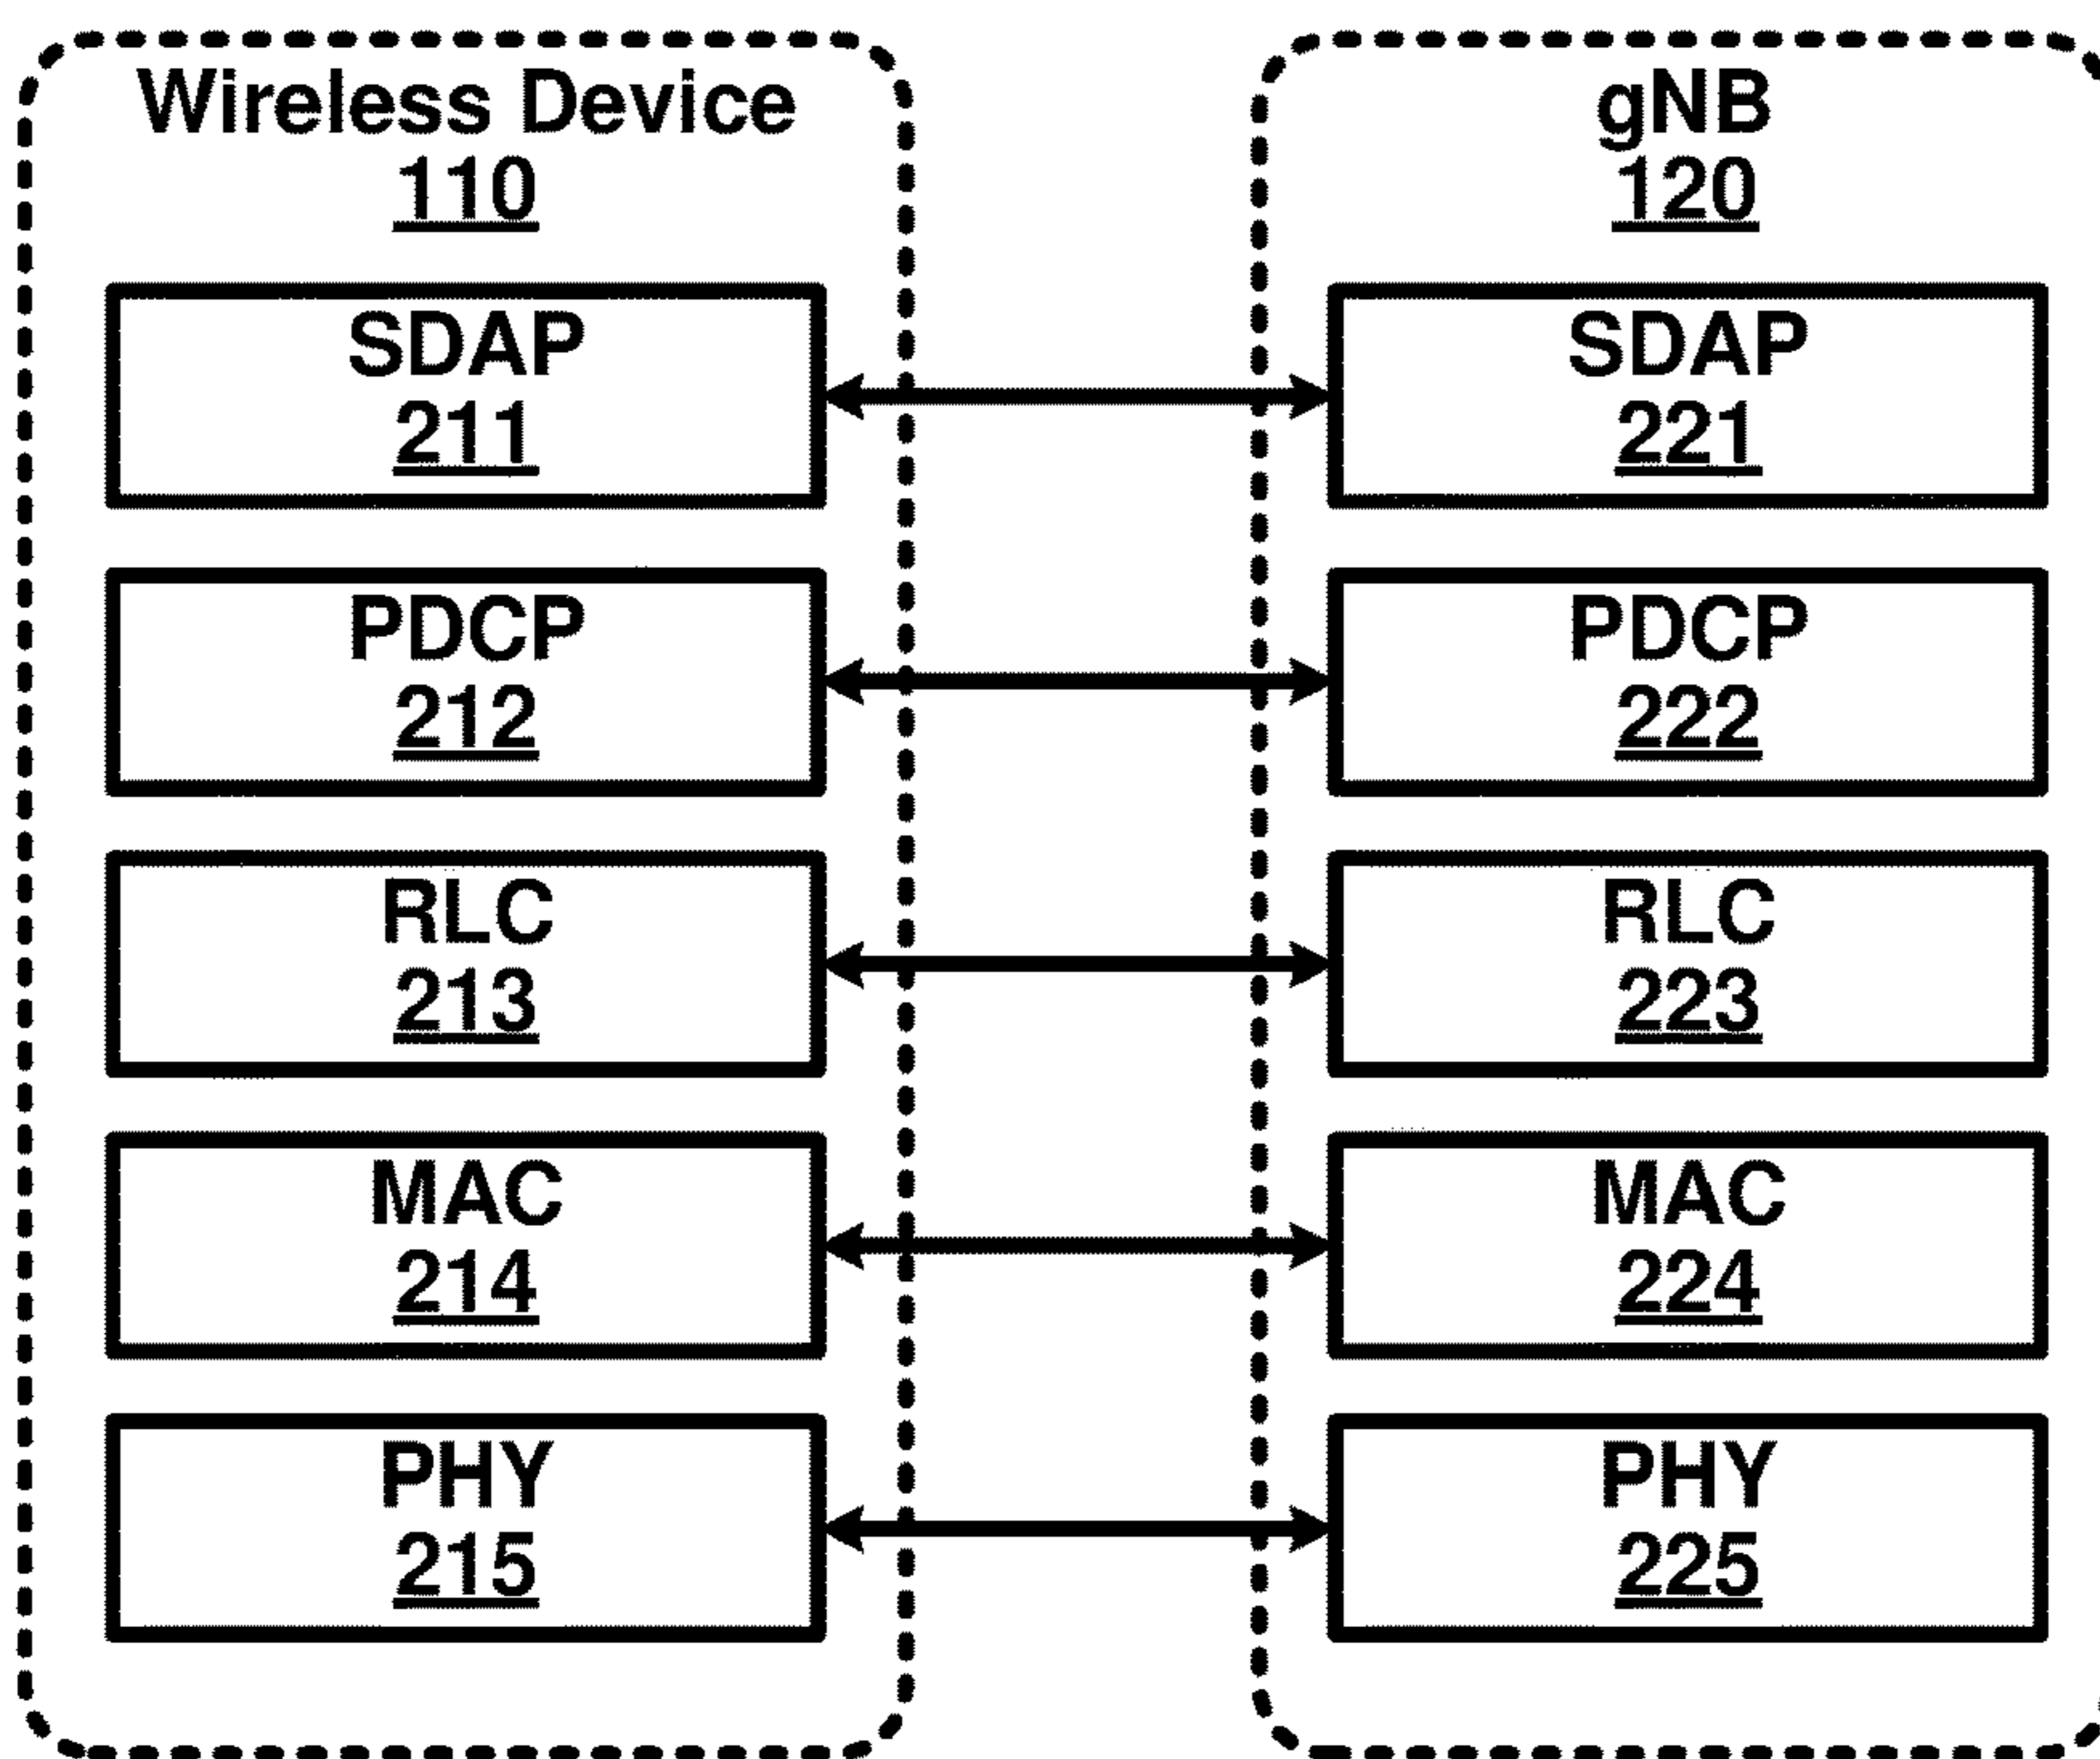 Wireless Device
110
gNB
120
SDAP
211
SDAP
221
PDCP
212
PDCP
222
RLC
213
RLC
223
MAC
214
MAC
224
PHY
215
PHY
225